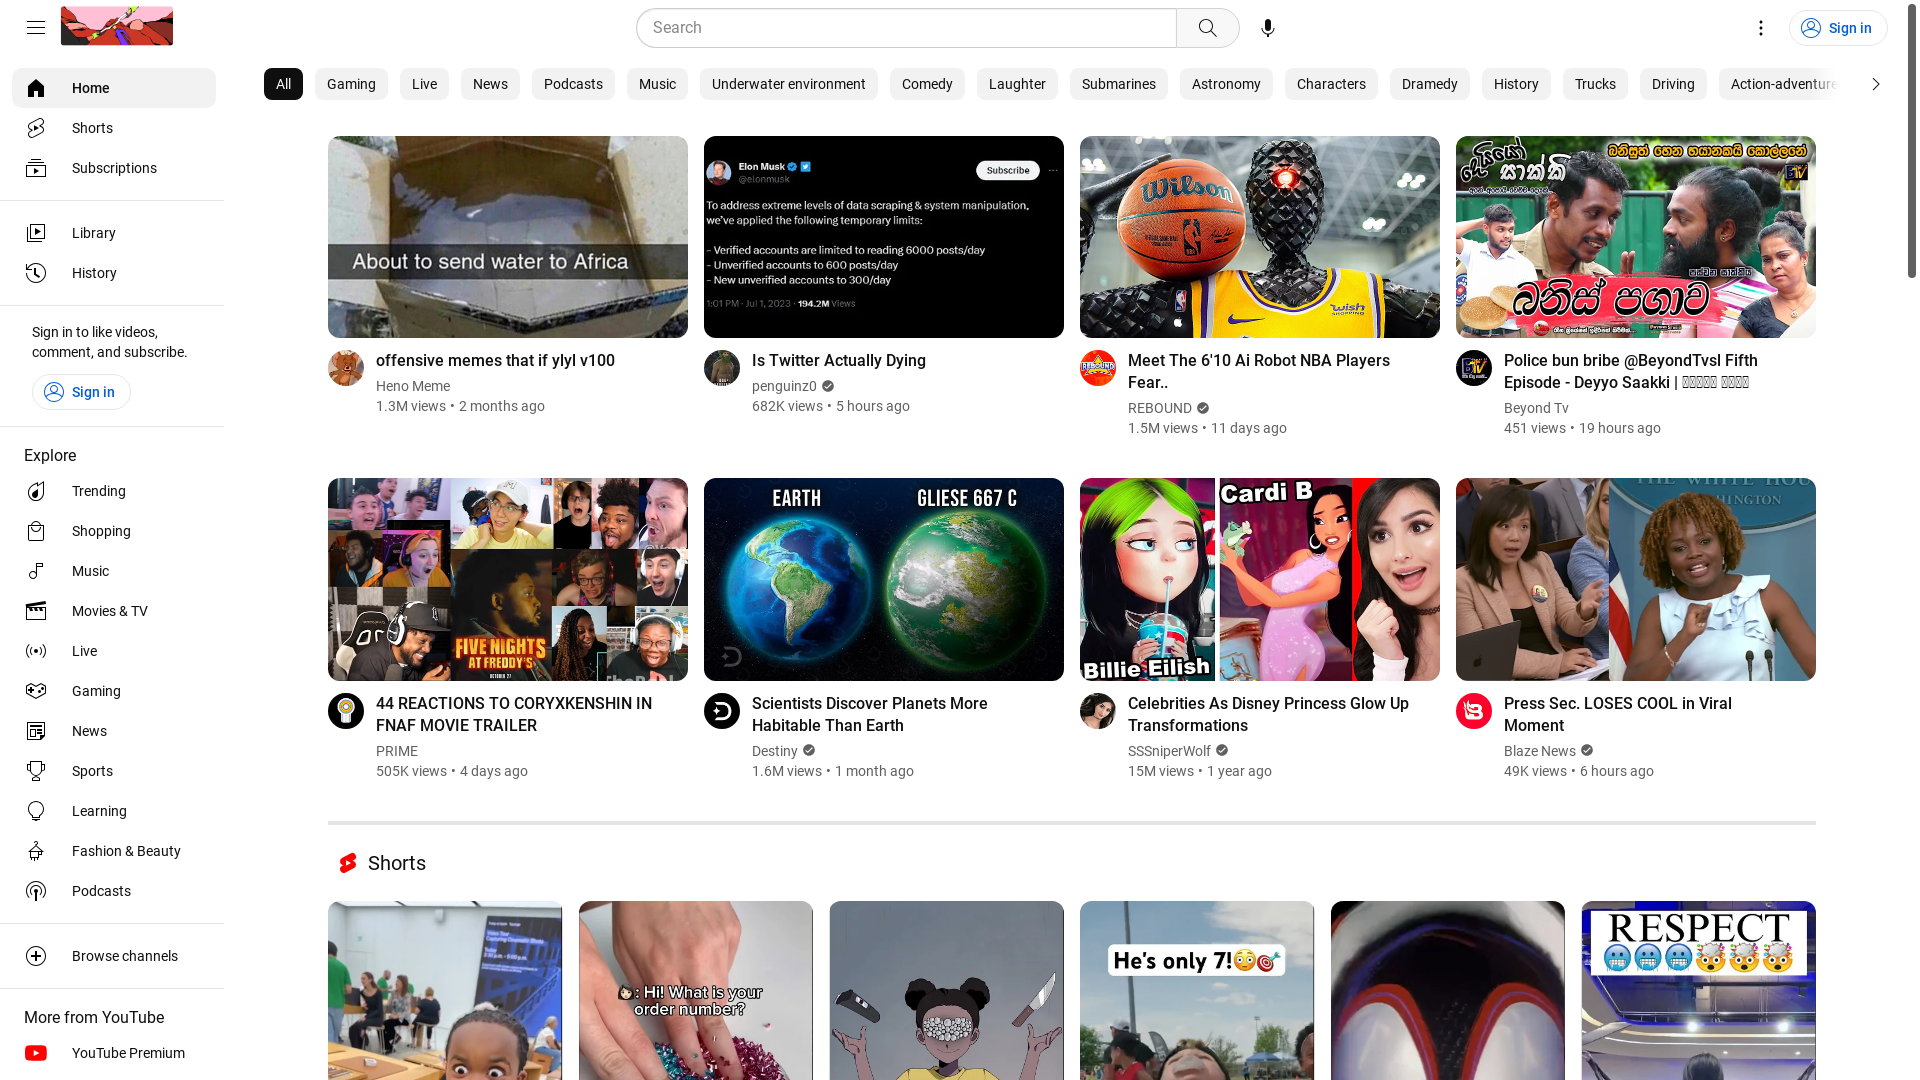 Search
Sign in
Home
Shorts
Subscriptions
Library
History
Sign in to like videos,
comment, and subscribe.
Sign in
Explore
Trending
Shopping
Music
Movies & TV
Live
Gaming
News
Sports
Learning
Fashion & Beauty
Podcasts
Browse channels
More from YouTube
YouTube Premium
All
Gaming
Live
News
Podcasts
Music
Underwater environment
Comedy
Laughter
Submarines
Astronomy
Characters
Dramedy
History
Trucks
Driving
Action-adventure
About to send water to Africa
offensive memes that if ylyl v100
Heno Meme
1.3M views • 2 months ago
Elon Musk
@elonmusk
Subscribe
To address extreme levels of data scraping & system manipulation,
we've applied the following temporary limits:
- Verified accounts are limited to reading 6000 posts/day
- Unverified accounts to 600 posts/day
- New unverified accounts to 300/day
1:01 PM · Jul 1, 2023 · 194.2M Views
Is Twitter Actually Dying
penguinz0
682K views • 5 hours ago
Wilson
wish
SHOPPING
REBOUND
Meet The 6'10 Ai Robot NBA Players
Fear..
REBOUND
1.5M views • 11 days ago
බනිසුත් හෙන භයානකයි කොල්ලනේ
දෙයියෝ
සාක්කි
බනිස් පගාව
Police bun bribe @BeyondTvsl Fifth
Episode - Deyyo Saakki |
Beyond Tv
451 views • 19 hours ago
FIVE NIGHTS
AT FREDDY'S
OCTOBER 27
44 REACTIONS TO CORYXKENSHIN IN
FNAF MOVIE TRAILER
PRIME
505K views • 4 days ago
EARTH
GLIESE 667 C
Scientists Discover Planets More
Habitable Than Earth
Destiny
1.6M views • 1 month ago
Cardi B
Billie Eilish
Celebrities As Disney Princess Glow Up
Transformations
SSSniperWolf
15M views • 1 year ago
THE WHITE HOU
Press Sec. LOSES COOL in Viral
Moment
Blaze News
49K views • 6 hours ago
Shorts
👩🏻: Hi! What is your
order number?
He's only 7!😳🎯
RESPECT
🥶🥶🥶🤯🤯🤯